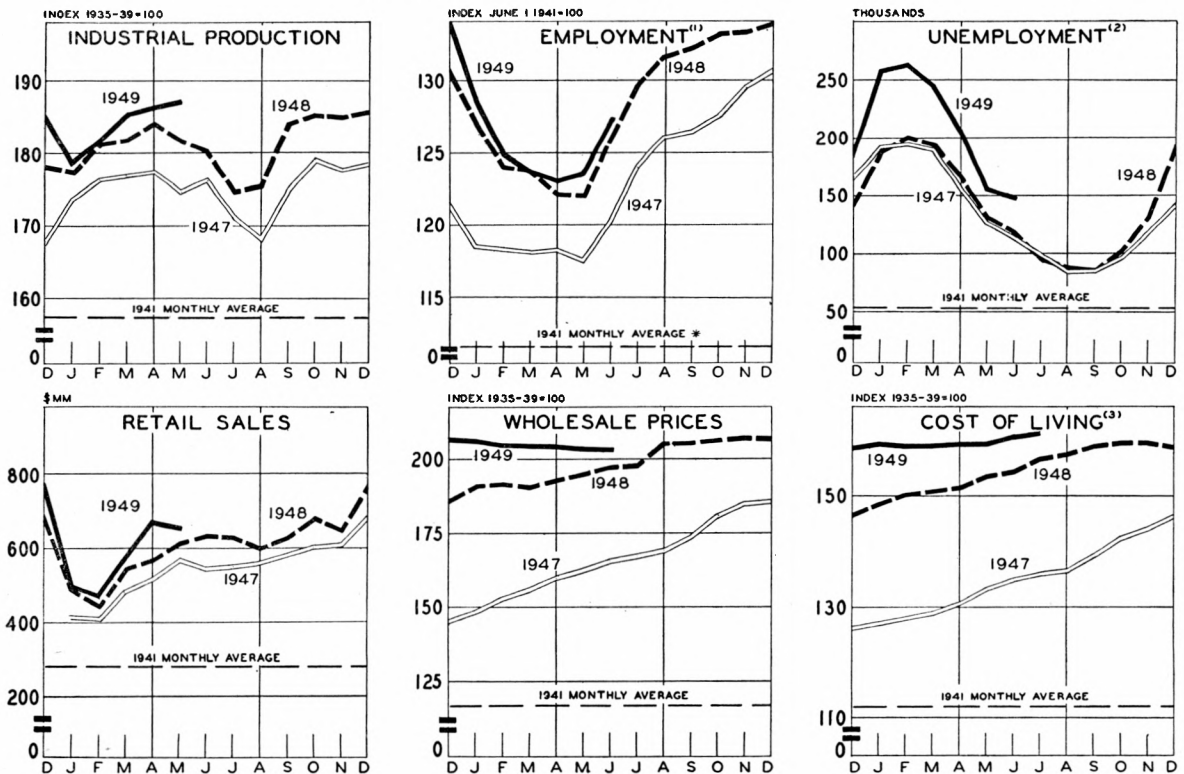 INDEX 1935-39=100
INDUSTRIAL PRODUCTION
190
180
170
160
0
1949
1948
1947
1941 MONTHLY AVERAGE
D J F M A M J J A S O N D
INDEX JUNE 1 1941=100
EMPLOYMENT(1)
130
125
120
115
0
1949
1948
1947
1941 MONTHLY AVERAGE *
D J F M A M J J A S O N D
THOUSANDS
UNEMPLOYMENT(2)
250
200
150
100
50
0
1949
1948
1947
1941 MONTHLY AVERAGE
D J F M A M J J A S O N D
$MM
RETAIL SALES
800
600
400
200
0
1949
1948
1947
1941 MONTHLY AVERAGE
D J F M A M J J A S O N D
INDEX 1935-39=100
WHOLESALE PRICES
200
175
150
125
0
1949
1948
1947
1941 MONTHLY AVERAGE
D J F M A M J J A S O N D
INDEX 1935-39=100
COST OF LIVING(3)
150
130
110
0
1949
1948
1947
1941 MONTHLY AVERAGE
D J F M A M J J A S O N D